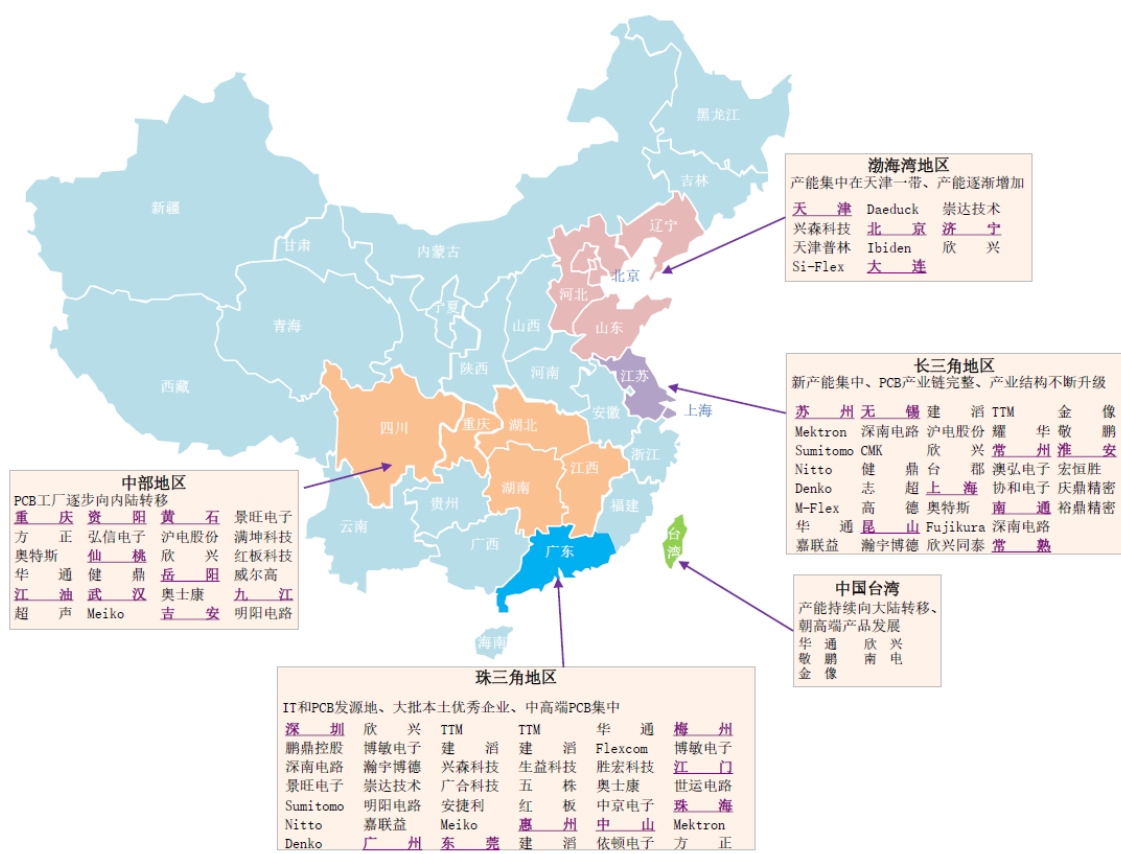 黑龙江
吉林
辽宁
新疆
甘肃
内蒙古
北京
河北
宁夏
山西
山东
青海
陕西
河南
江苏
西藏
安徽
上海
四川
重庆
湖北
浙江
江西
湖南
贵州
福建
云南
广西
广东
台湾
海南
渤海湾地区
产能集中在天津一带、产能逐渐增加
天津 Daeduck 崇达技术
兴森科技 北京 济宁
天津普林 Ibiden 欣兴
Si-Flex 大连
长三角地区
新产能集中、PCB产业链完整、产业结构不断升级
苏州 无锡 建滔 TTM 金像
Mektron 深南电路 沪电股份 耀华 敬鹏
Sumitomo CMK 欣兴 常州 淮安
Nitto 健鼎 台郡 澳弘电子 宏恒胜
Denko 志超 上海 协和电子 庆鼎精密
M-Flex 高德 奥特斯 南通 裕鼎精密
华通 昆山 Fujikura 深南电路
嘉联益 瀚宇博德 欣兴同泰 常熟
中部地区
PCB工厂逐步向内陆转移
重庆 资阳 黄石 景旺电子
方正 弘信电子 沪电股份 满坤科技
奥特斯 仙桃 欣兴 红板科技
华通 健鼎 岳阳 威尔高
江油 武汉 奥士康 九江
超声 Meiko 吉安 明阳电路
中国台湾
产能持续向大陆转移、
朝高端产品发展
华通 欣兴
敬鹏 南电
金像
珠三角地区
IT和PCB发源地、大批本土优秀企业、中高端PCB集中
深圳 欣兴 TTM TTM 华通 梅州
鹏鼎控股 博敏电子 建滔 建滔 Flexcom 博敏电子
深南电路 瀚宇博德 兴森科技 生益科技 胜宏科技 江门
景旺电子 崇达技术 广合科技 五株 奥士康 世运电路
Sumitomo 明阳电路 安捷利 红板 中京电子 珠海
Nitto 嘉联益 Meiko 惠州 中山 Mektron
Denko 广州 东莞 建滔 依顿电子 方正